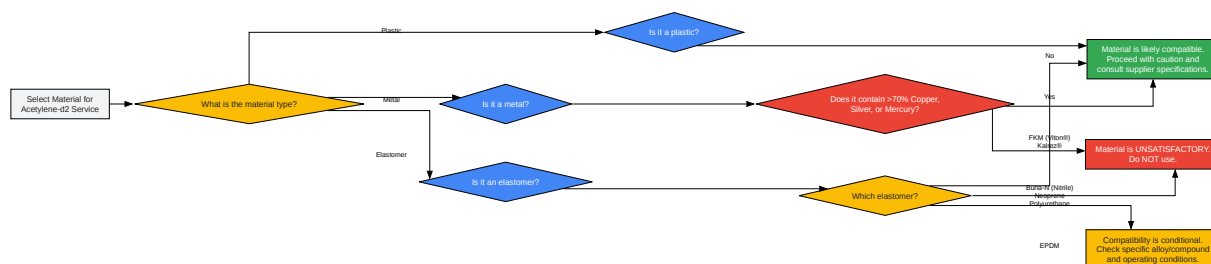 Plastic
Is it a plastic?
Material is likely compatible.
Proceed with caution and
consult supplier specifications.
No
Select Material for
Acetylene-d2 Service
What is the material type?
Metal
Is it a metal?
Does it contain >70% Copper,
Silver, or Mercury?
Yes
Elastomer
FKM (Viton®)
Kalrez®
Material is UNSATISFACTORY.
Do NOT use.
Is it an elastomer?
Which elastomer?
Buna-N (Nitrile)
Neoprene
Polyurethane
EPDM
Compatibility is conditional.
Check specific alloy/compound
and operating conditions.